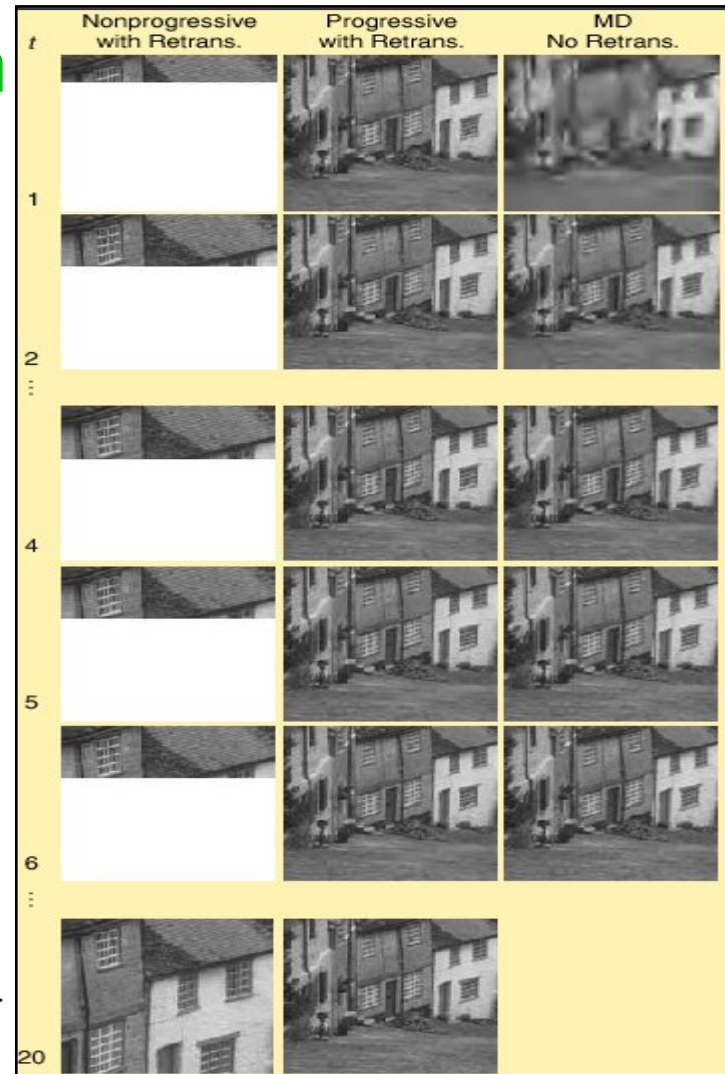 Nonprogressive with Retrans.
Progressive with Retrans.
MD No Retrans.
t
1
2
⋮
4
5
6
⋮
20